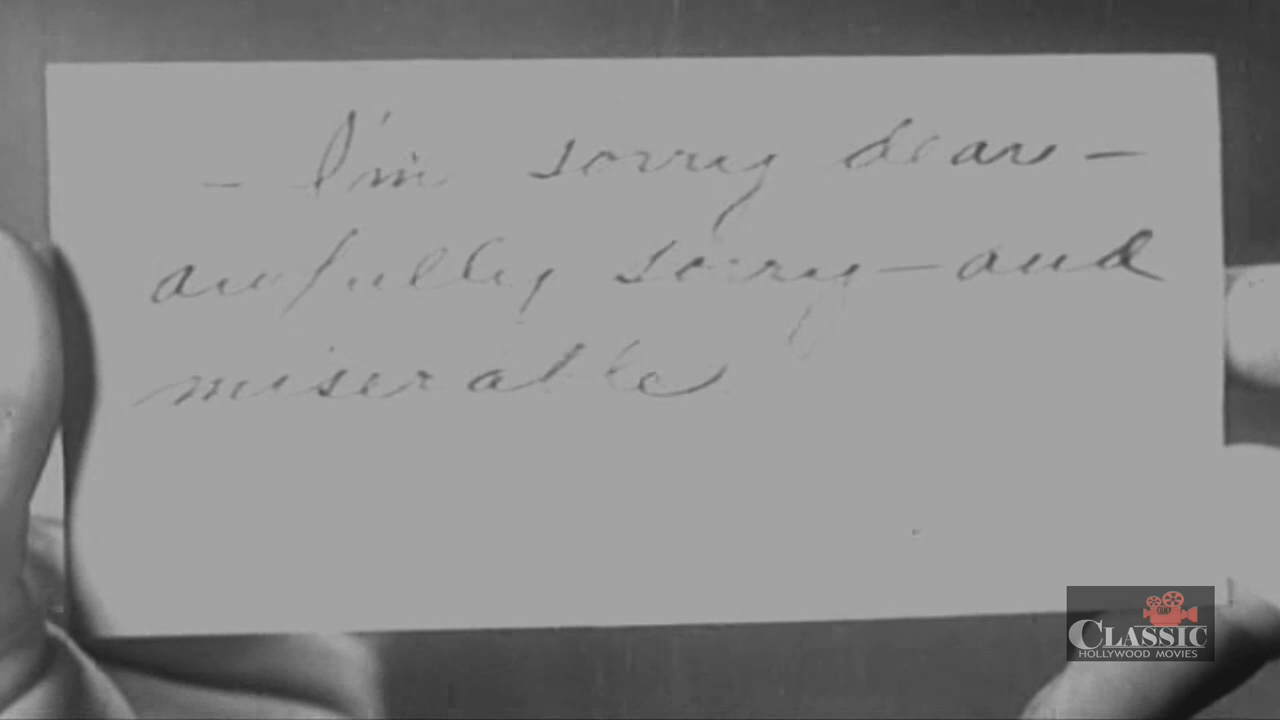 - I'm sorry dear -
awfully sorry - and
miserable
CLASSIC
HOLLYWOOD MOVIES